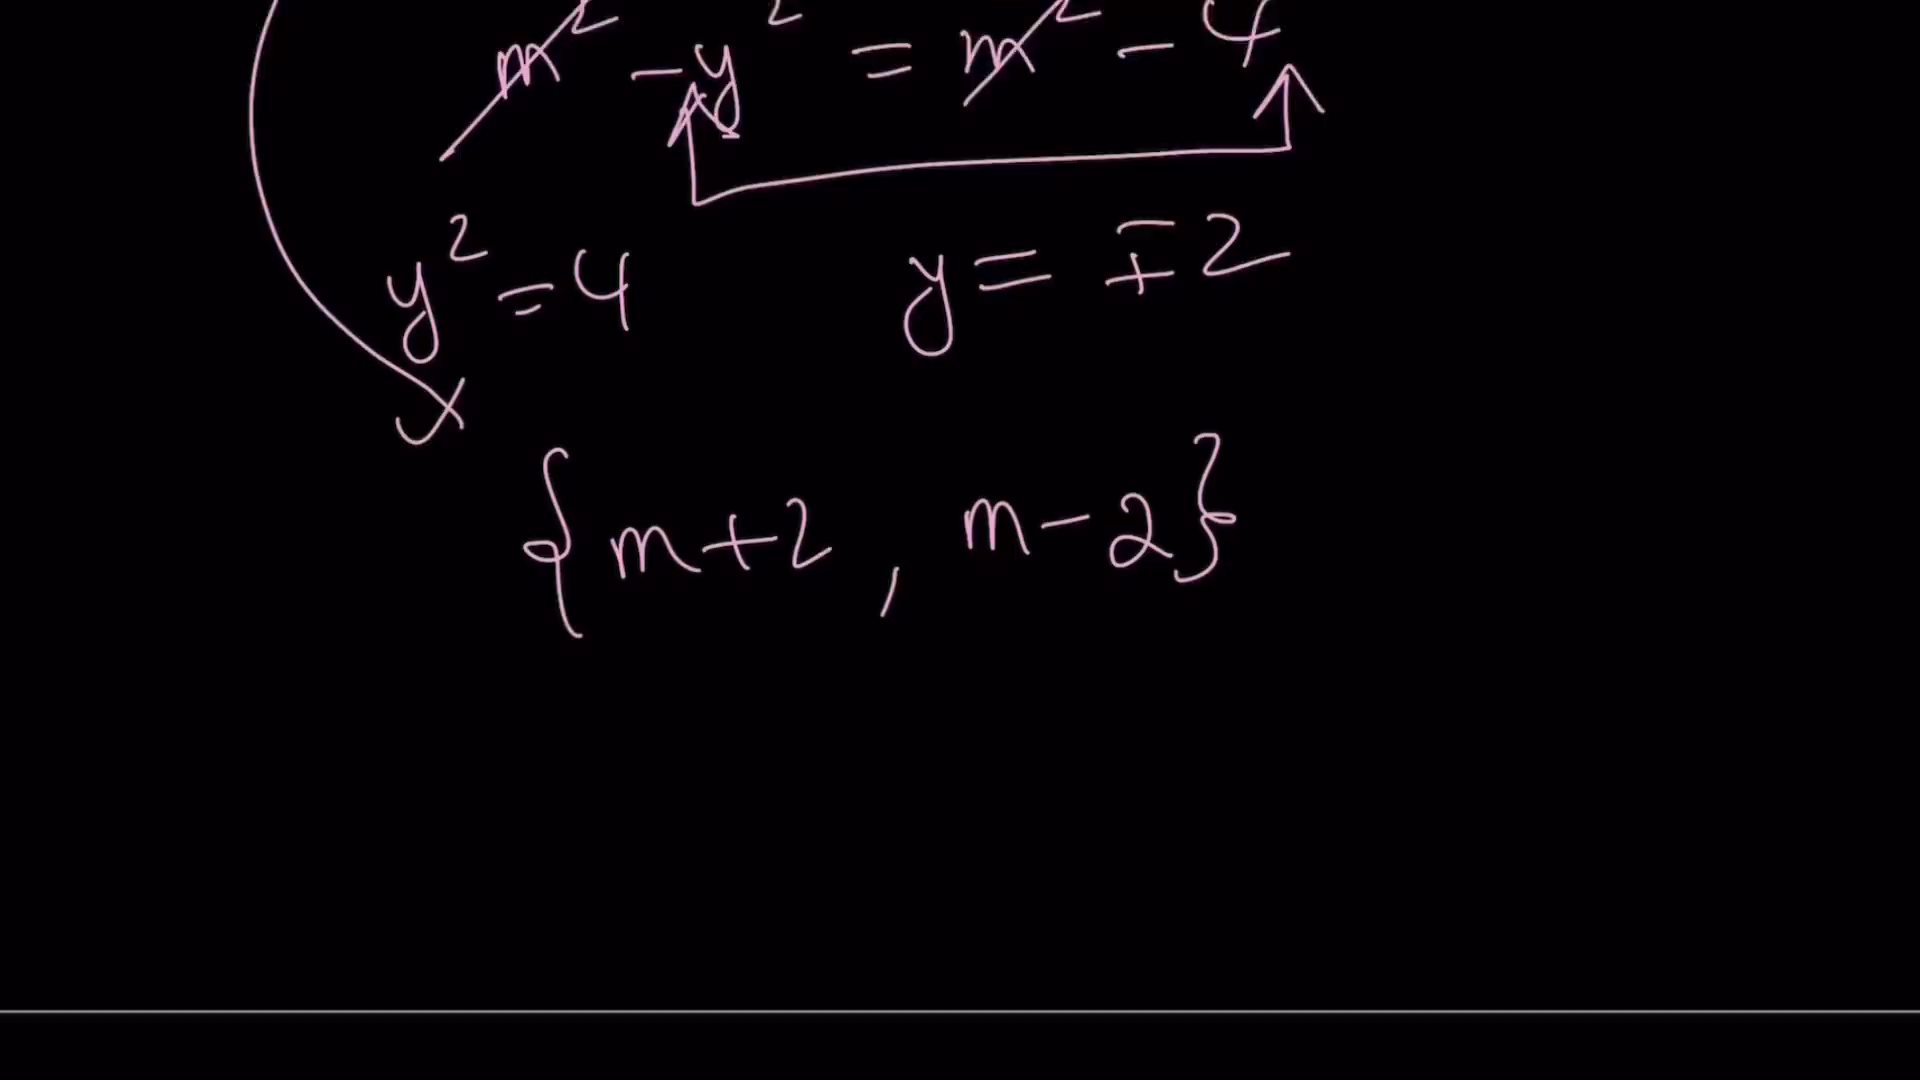 m² - y² = m² - 4
y² = 4 y = ∓2
{m+2, m-2}